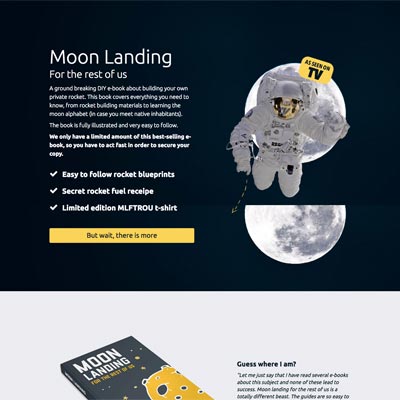 Moon Landing
For the rest of us
A ground breaking DIY e-book about building your own
private rocket. This book covers everything you need to
know, from rocket building materials to learning the
moon alphabet (in case you meet native inhabitants).
The book is fully illustrated and very easy to follow.
We only have a limited amount of this best-selling e-
book, so you have to act fast in order to secure your
copy.
Easy to follow rocket blueprints
Secret rocket fuel receipe
Limited edition MLFTROU t-shirt
But wait, there is more
AS SEEN ON
TV
MOON
LANDING
FOR THE REST OF US
Guess where I am?
"Let me just say that I have read several e-books
about this subject and none of these lead to
success. Moon Landing for the rest of us is a
totally different beast. The guides are so easy to